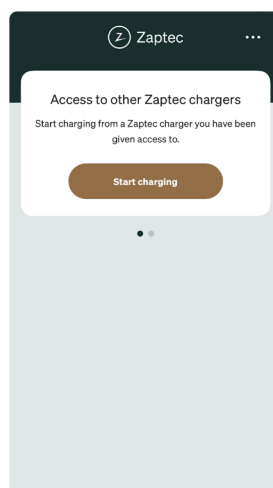 Zaptec
Access to other Zaptec chargers
Start charging from a Zaptec charger you have been
given access to.
Start charging